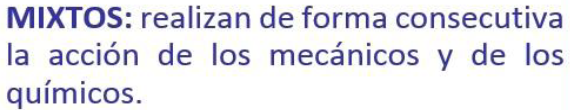 MIXTOS: realizan de forma consecutiva
la acción de los mecánicos y de los
químicos.